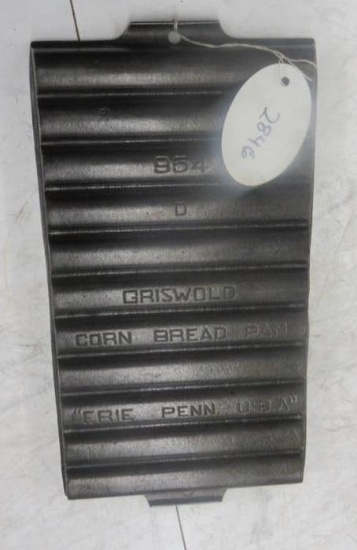 954
D
GRISWOLD
CORN BREAD PAN
"ERIE PENN. U.S.A."
2846